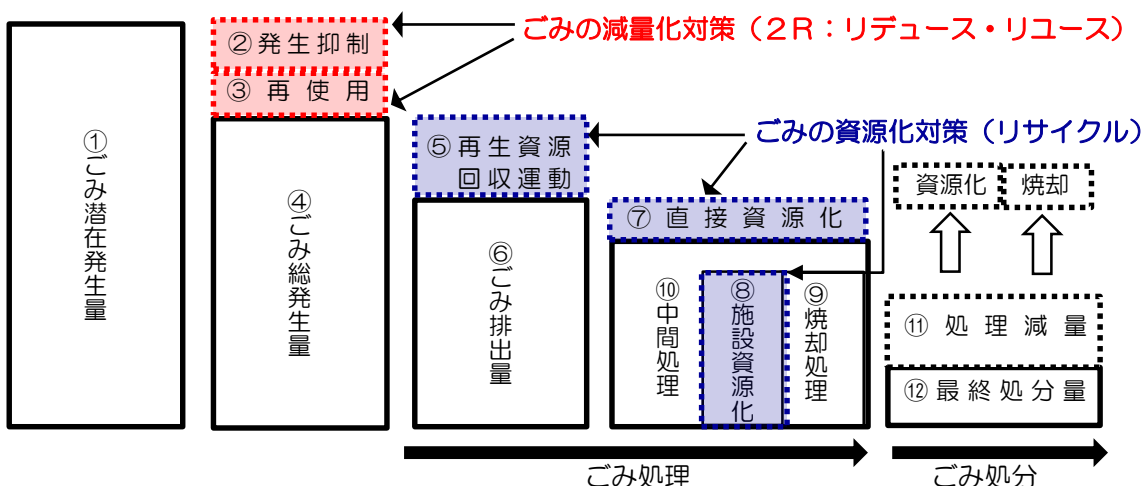 ごみの減量化対策（２Ｒ：リデュース・リユース）
②発生抑制
③再使用
①ごみ潜在発生量
④ごみ総発生量
ごみの資源化対策（リサイクル）
⑤再生資源
回収運動
⑥ごみ排出量
⑦直接資源化
⑩中間処理
⑧施設資源化
⑨焼却処理
資源化
焼却
⑪処理減量
⑫最終処分量
ごみ処理
ごみ処分